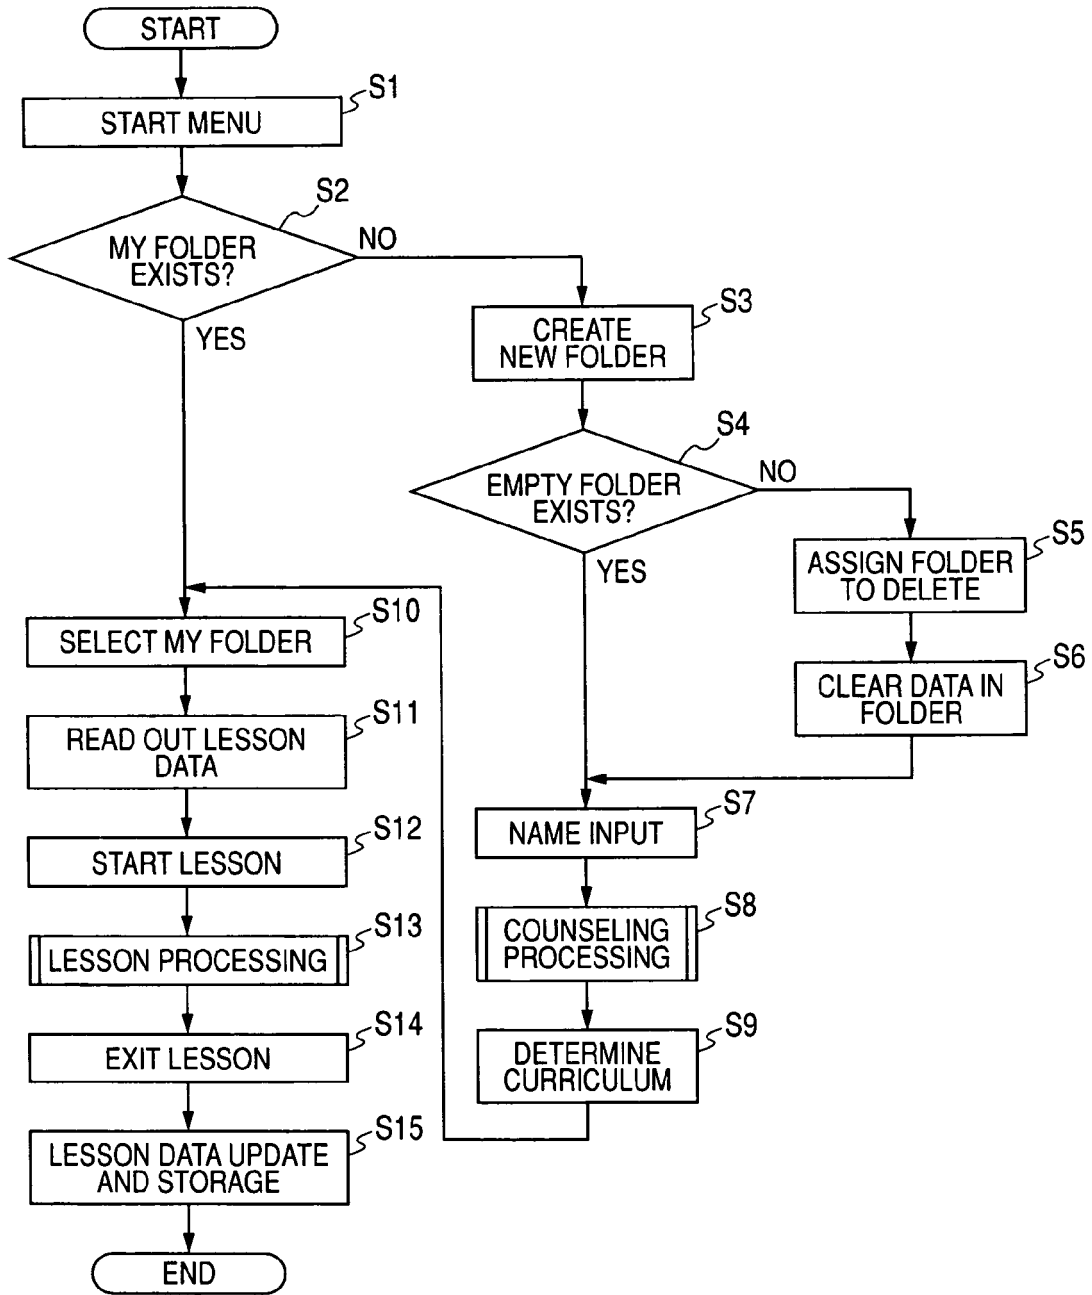 START
S1
START MENU
S2
MY FOLDER
EXISTS?
NO
YES
S3
CREATE
NEW FOLDER
S4
EMPTY FOLDER
EXISTS?
NO
YES
S5
ASSIGN FOLDER
TO DELETE
S6
CLEAR DATA IN
FOLDER
S7
NAME INPUT
S8
COUNSELING
PROCESSING
S9
DETERMINE
CURRICULUM
S10
SELECT MY FOLDER
S11
READ OUT LESSON
DATA
S12
START LESSON
S13
LESSON PROCESSING
S14
EXIT LESSON
S15
LESSON DATA UPDATE
AND STORAGE
END